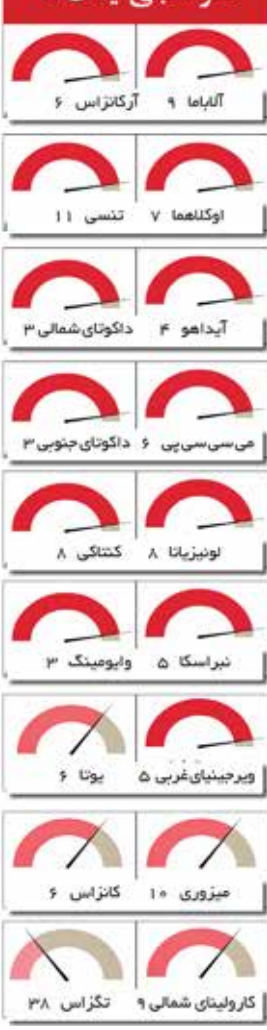 آلاباما ۹ آرکانزاس ۶
اوکلاهما ۷ تنسی ۱۱
آیداهو ۴ داکوتای شمالی ۳
می‌سی‌سی‌پی ۶ داکوتای جنوبی ۳
لوئیزیانا ۸ کنتاکی ۸
نبراسکا ۵ وایومینگ ۳
ویرجینیای غربی ۵ یوتا ۶
میزوری ۱۰ کانزاس ۶
کارولینای شمالی ۹ تگزاس ۳۸